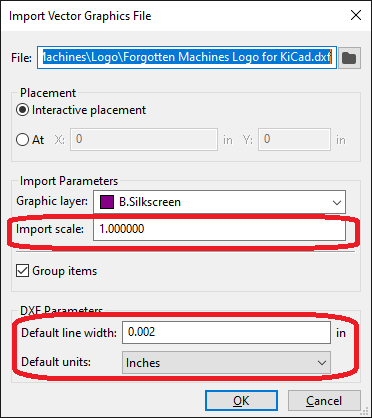 Import Vector Graphics File
File: \achines\Logo\Forgotten Machines Logo for KiCad.dxf
Placement
Interactive placement
At X: 0 in Y: 0 in
Import Parameters
Graphic layer: B.Silkscreen
Import scale: 1.000000
Group items
DXF Parameters
Default line width: 0.002 in
Default units: Inches
OK Cancel